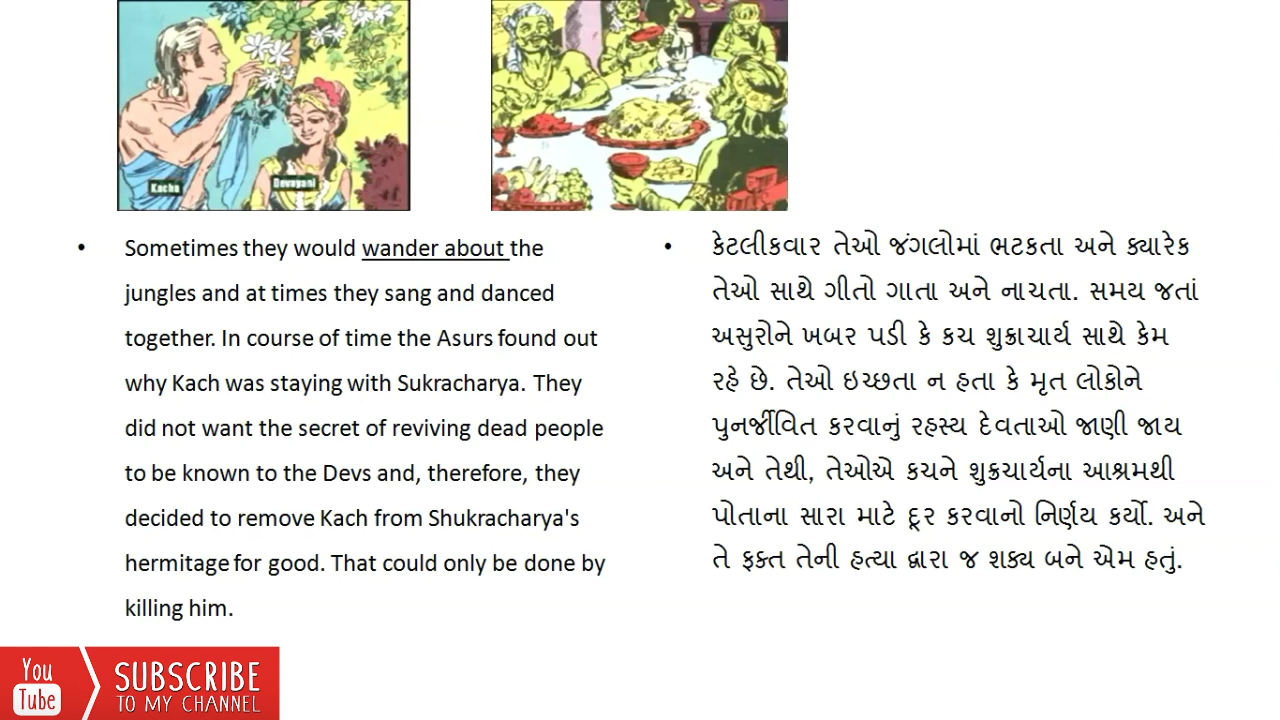 Kacha
Devayani
• Sometimes they would wander about the
jungles and at times they sang and danced
together. In course of time the Asurs found out
why Kach was staying with Sukracharya. They
did not want the secret of reviving dead people
to be known to the Devs and, therefore, they
decided to remove Kach from Shukracharya's
hermitage for good. That could only be done by
killing him.
• કેટલીકવાર તેઓ જંગલોમાં ભટકતા અને ક્યારેક
તેઓ સાથે ગીતો ગાતા અને નાચતા. સમય જતાં
અસુરોને ખબર પડી કે કચ શુક્રાચાર્ય સાથે કેમ
રહે છે. તેઓ ઇચ્છતા ન હતા કે મૃત લોકોને
પુનર્જીવિત કરવાનું રહસ્ય દેવતાઓ જાણી જાય
અને તેથી, તેઓએ કચને શુક્રચાર્યના આશ્રમથી
પોતાના સારા માટે દૂર કરવાનો નિર્ણય કર્યો. અને
તે ફક્ત તેની હત્યા દ્વારા જ શક્ય બને એમ હતું.
You
Tube
SUBSCRIBE
TO MY CHANNEL